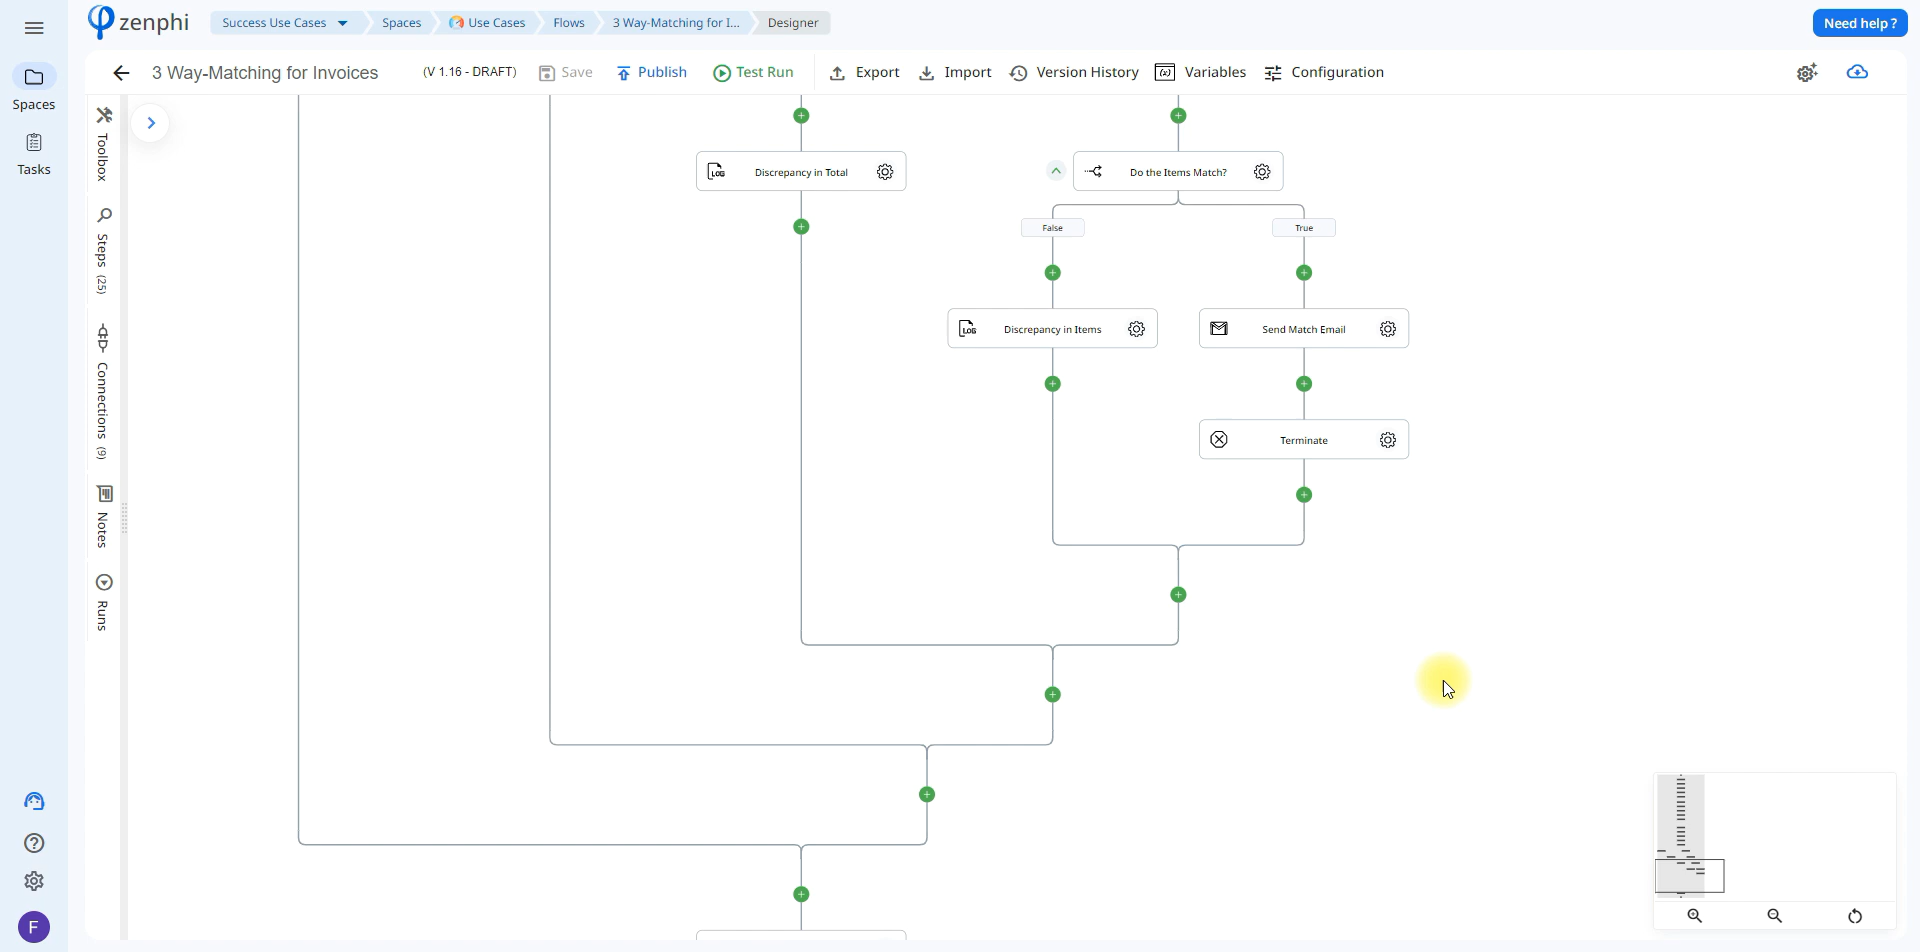 zenphi
Success Use Cases
Spaces
Use Cases
Flows
3 Way-Matching for I...
Designer
Need help ?
3 Way-Matching for Invoices
(V 1.16 - DRAFT)
Save
Publish
Test Run
Export
Import
Version History
Variables
Configuration
Spaces
Tasks
Toolbox
Steps (25)
Connections (9)
Notes
Runs
LOG
Discrepancy in Total
Do the Items Match?
False
True
LOG
Discrepancy in Items
Send Match Email
Terminate
F